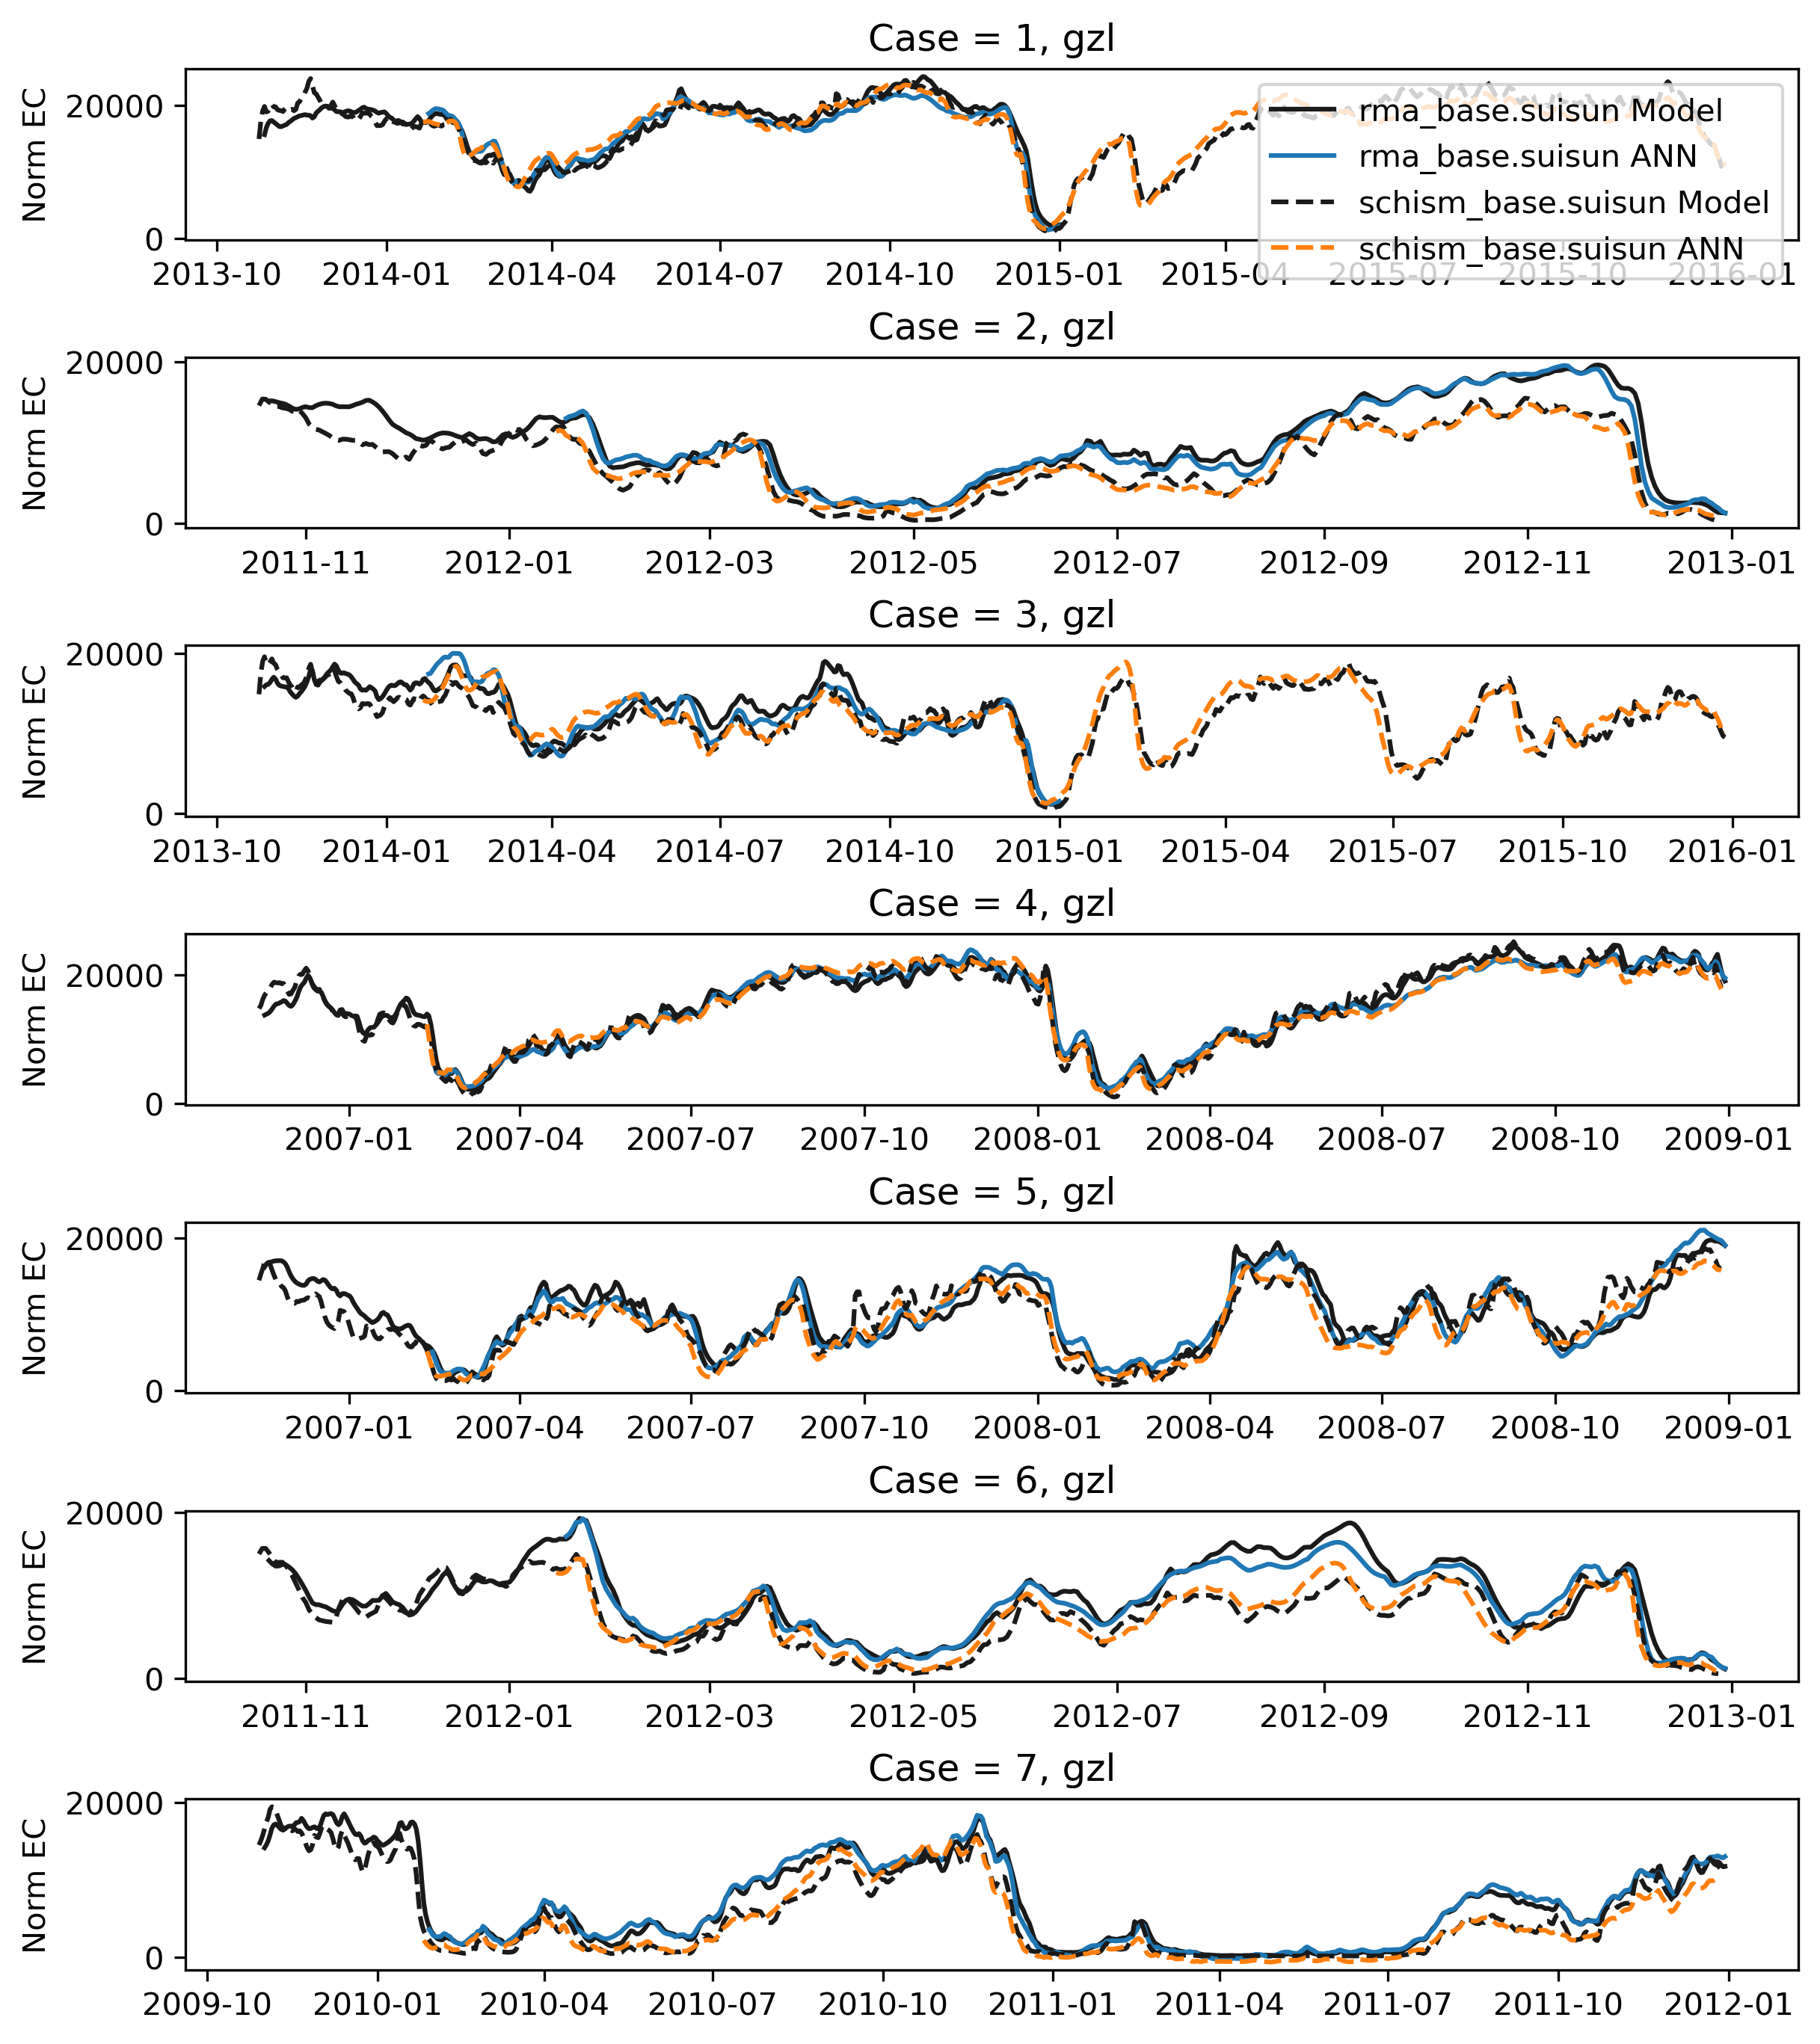 Case = 1, gzl
Norm EC
20000
0
rma_base.suisun Model
rma_base.suisun ANN
schism_base.suisun Model
schism_base.suisun ANN
2013-10 2014-01 2014-04 2014-07 2014-10 2015-01 2015-04 2015-07 2015-10 2016-01
Case = 2, gzl
Norm EC
20000
0
2011-11 2012-01 2012-03 2012-05 2012-07 2012-09 2012-11 2013-01
Case = 3, gzl
Norm EC
20000
0
2013-10 2014-01 2014-04 2014-07 2014-10 2015-01 2015-04 2015-07 2015-10 2016-01
Case = 4, gzl
Norm EC
20000
0
2007-01 2007-04 2007-07 2007-10 2008-01 2008-04 2008-07 2008-10 2009-01
Case = 5, gzl
Norm EC
20000
0
2007-01 2007-04 2007-07 2007-10 2008-01 2008-04 2008-07 2008-10 2009-01
Case = 6, gzl
Norm EC
20000
0
2011-11 2012-01 2012-03 2012-05 2012-07 2012-09 2012-11 2013-01
Case = 7, gzl
Norm EC
20000
0
2009-10 2010-01 2010-04 2010-07 2010-10 2011-01 2011-04 2011-07 2011-10 2012-01